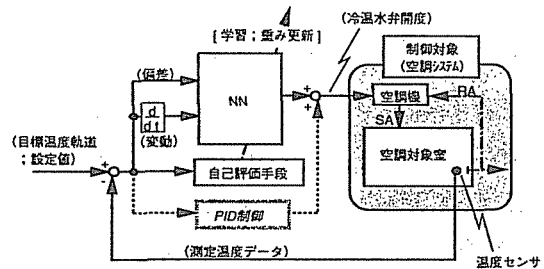 [学習；重み更新]
(冷温水弁開度)
制御対象
(空調システム)
(偏差)
NN
+
+
空調機
RA
SA
d
dt
(変動)
空調対象室
(目標温度軌道
；設定値)
+
-
自己評価手段
PID制御
(測定温度データ)
温度センサ